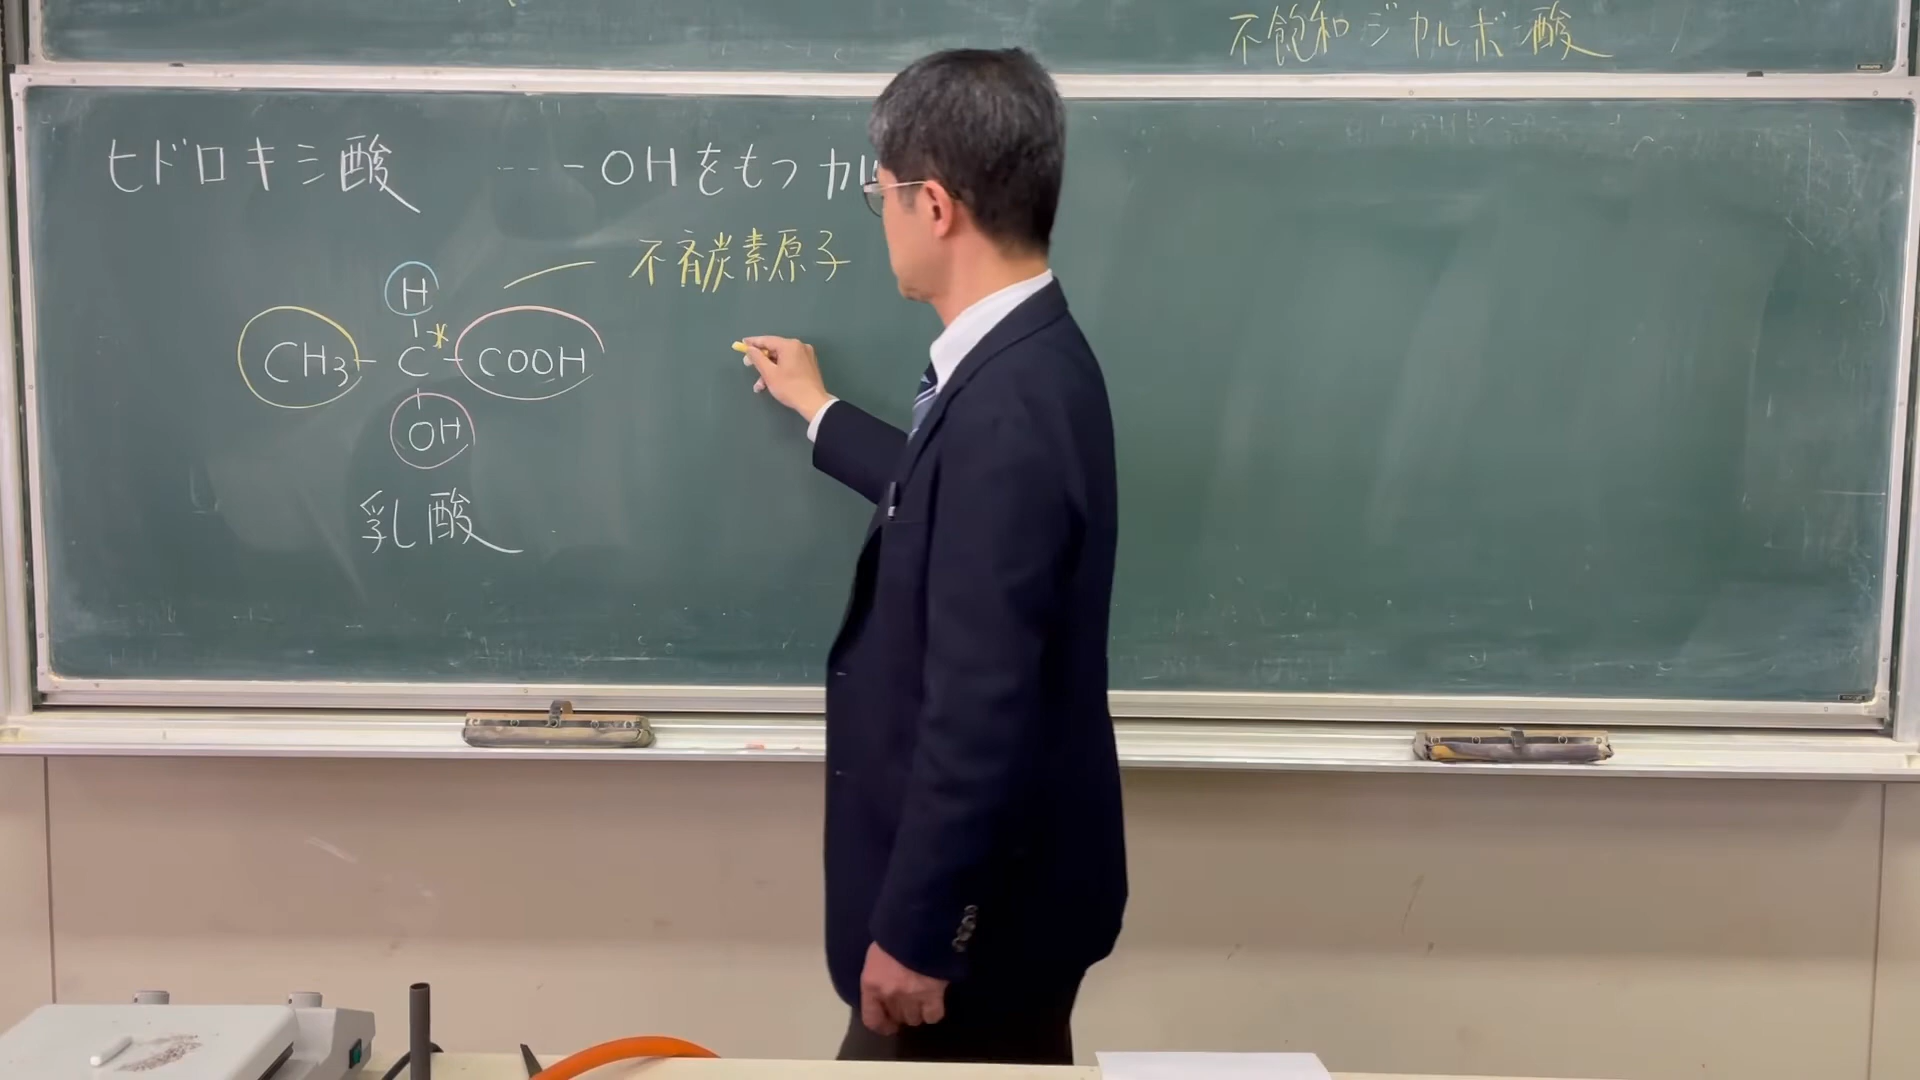 不飽和ジカルボン酸
ヒドロキシ酸 …… -OHをもつカル
不斉炭素原子
H
CH3-C*-COOH
OH
乳酸